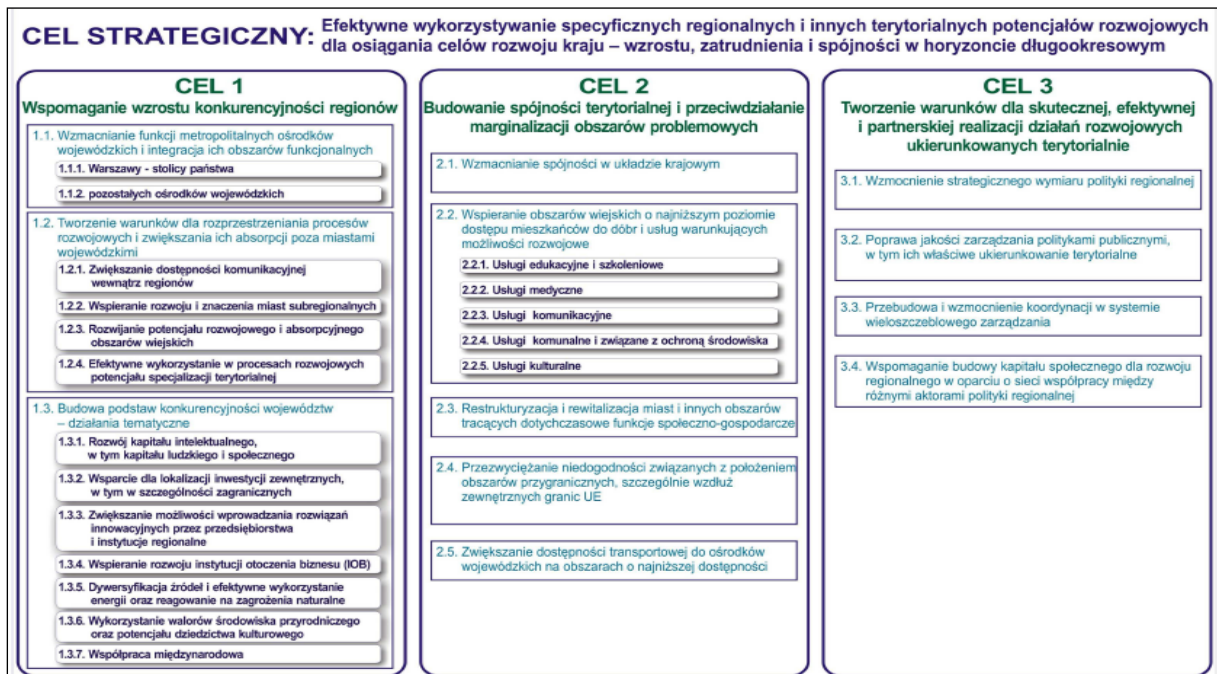 CEL STRATEGICZNY: Efektywne wykorzystywanie specyficznych regionalnych i innych terytorialnych potencjałów rozwojowych
dla osiągania celów rozwoju kraju – wzrostu, zatrudnienia i spójności w horyzoncie długookresowym
CEL 1
Wspomaganie wzrostu konkurencyjności regionów
1.1. Wzmacnianie funkcji metropolitalnych ośrodków
wojewódzkich i integracja ich obszarów funkcjonalnych
1.1.1. Warszawy - stolicy państwa
1.1.2. pozostałych ośrodków wojewódzkich
1.2. Tworzenie warunków dla rozprzestrzeniania procesów
rozwojowych i zwiększania ich absorpcji poza miastami
wojewódzkimi
1.2.1. Zwiększanie dostępności komunikacyjnej
wewnątrz regionów
1.2.2. Wspieranie rozwoju i znaczenia miast subregionalnych
1.2.3. Rozwijanie potencjału rozwojowego i absorpcyjnego
obszarów wiejskich
1.2.4. Efektywne wykorzystanie w procesach rozwojowych
potencjału specjalizacji terytorialnej
1.3. Budowa podstaw konkurencyjności województw
– działania tematyczne
1.3.1. Rozwój kapitału intelektualnego,
w tym kapitału ludzkiego i społecznego
1.3.2. Wsparcie dla lokalizacji inwestycji zewnętrznych,
w tym w szczególności zagranicznych
1.3.3. Zwiększanie możliwości wprowadzania rozwiązań
innowacyjnych przez przedsiębiorstwa
i instytucje regionalne
1.3.4. Wspieranie rozwoju instytucji otoczenia biznesu (IOB)
1.3.5. Dywersyfikacja źródeł i efektywne wykorzystanie
energii oraz reagowanie na zagrożenia naturalne
1.3.6. Wykorzystanie walorów środowiska przyrodniczego
oraz potencjału dziedzictwa kulturowego
1.3.7. Współpraca międzynarodowa
CEL 2
Budowanie spójności terytorialnej i przeciwdziałanie
marginalizacji obszarów problemowych
2.1. Wzmacnianie spójności w układzie krajowym
2.2. Wspieranie obszarów wiejskich o najniższym poziomie
dostępu mieszkańców do dóbr i usług warunkujących
możliwości rozwojowe
2.2.1. Usługi edukacyjne i szkoleniowe
2.2.2. Usługi medyczne
2.2.3. Usługi komunikacyjne
2.2.4. Usługi komunalne i związane z ochroną środowiska
2.2.5. Usługi kulturalne
2.3. Restrukturyzacja i rewitalizacja miast i innych obszarów
tracących dotychczasowe funkcje społeczno-gospodarcze
2.4. Przezwyciężanie niedogodności związanych z położeniem
obszarów przygranicznych, szczególnie wzdłuż
zewnętrznych granic UE
2.5. Zwiększanie dostępności transportowej do ośrodków
wojewódzkich na obszarach o najniższej dostępności
CEL 3
Tworzenie warunków dla skutecznej, efektywnej
i partnerskiej realizacji działań rozwojowych
ukierunkowanych terytorialnie
3.1. Wzmocnienie strategicznego wymiaru polityki regionalnej
3.2. Poprawa jakości zarządzania politykami publicznymi,
w tym ich właściwe ukierunkowanie terytorialne
3.3. Przebudowa i wzmocnienie koordynacji w systemie
wieloszczeblowego zarządzania
3.4. Wspomaganie budowy kapitału społecznego dla rozwoju
regionalnego w oparciu o sieci współpracy między
różnymi aktorami polityki regionalnej